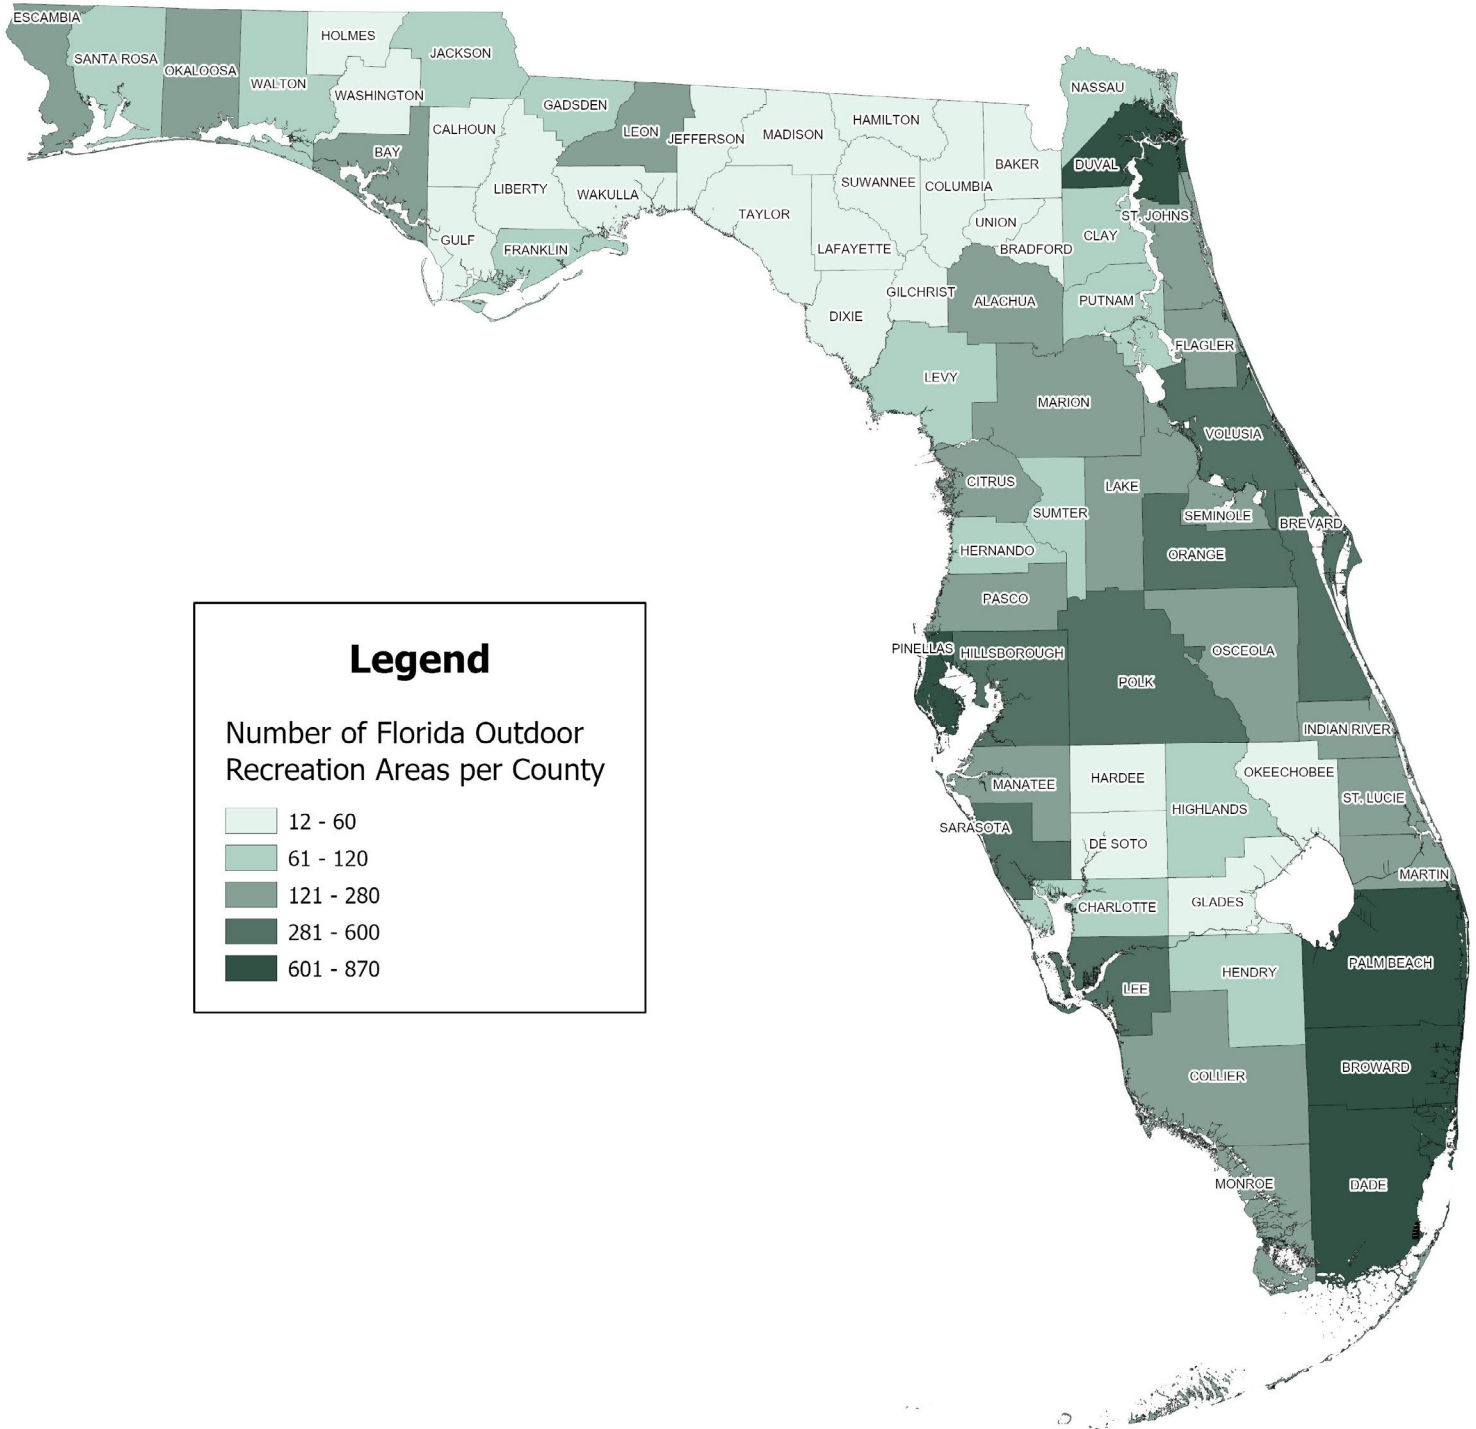 ESCAMBIA
SANTA ROSA
OKALOOSA
WALTON
HOLMES
WASHINGTON
JACKSON
BAY
CALHOUN
GULF
LIBERTY
GADSDEN
FRANKLIN
LEON
WAKULLA
JEFFERSON
MADISON
TAYLOR
HAMILTON
SUWANNEE
LAFAYETTE
DIXIE
COLUMBIA
GILCHRIST
BAKER
UNION
BRADFORD
ALACHUA
NASSAU
DUVAL
ST. JOHNS
CLAY
PUTNAM
FLAGLER
LEVY
MARION
VOLUSIA
CITRUS
SUMTER
LAKE
SEMINOLE
BREVARD
HERNANDO
ORANGE
PASCO
PINELLAS
HILLSBOROUGH
POLK
OSCEOLA
INDIAN RIVER
MANATEE
HARDEE
HIGHLANDS
OKEECHOBEE
ST. LUCIE
SARASOTA
DE SOTO
MARTIN
CHARLOTTE
GLADES
LEE
HENDRY
PALM BEACH
COLLIER
BROWARD
MONROE
DADE
Legend
Number of Florida Outdoor
Recreation Areas per County
12 - 60
61 - 120
121 - 280
281 - 600
601 - 870